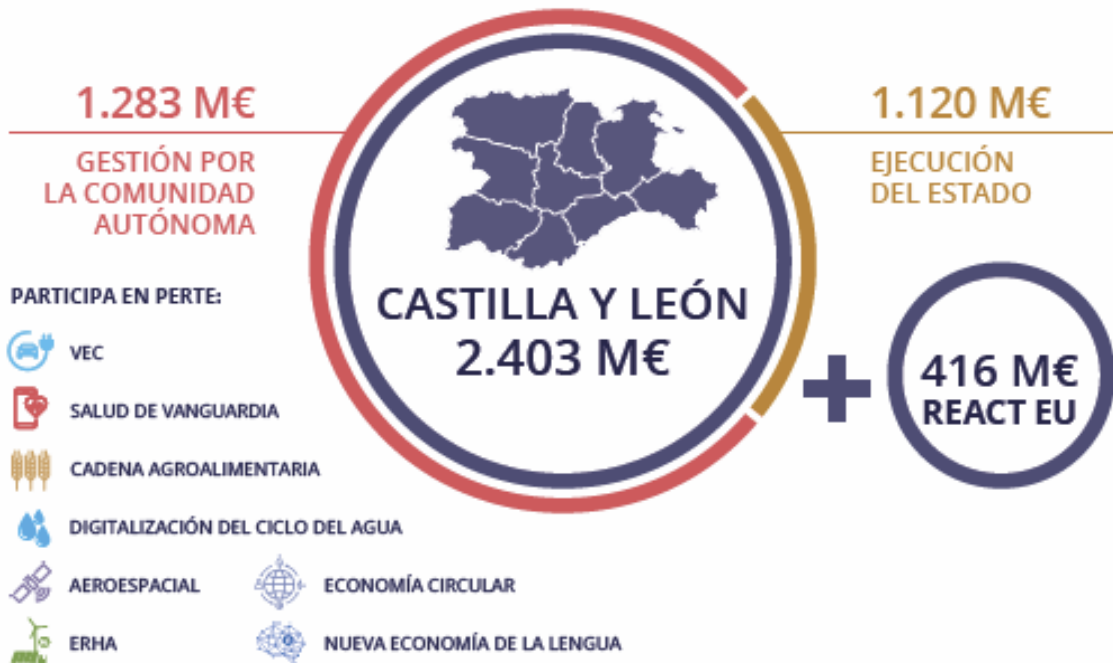 1.283 M€
GESTIÓN POR
LA COMUNIDAD
AUTÓNOMA
1.120 M€
EJECUCIÓN
DEL ESTADO
CASTILLA Y LEÓN
2.403 M€
416 M€
REACT EU
PARTICIPA EN PERTE:
VEC
SALUD DE VANGUARDIA
CADENA AGROALIMENTARIA
DIGITALIZACIÓN DEL CICLO DEL AGUA
AEROESPACIAL
ECONOMÍA CIRCULAR
ERHA
NUEVA ECONOMÍA DE LA LENGUA